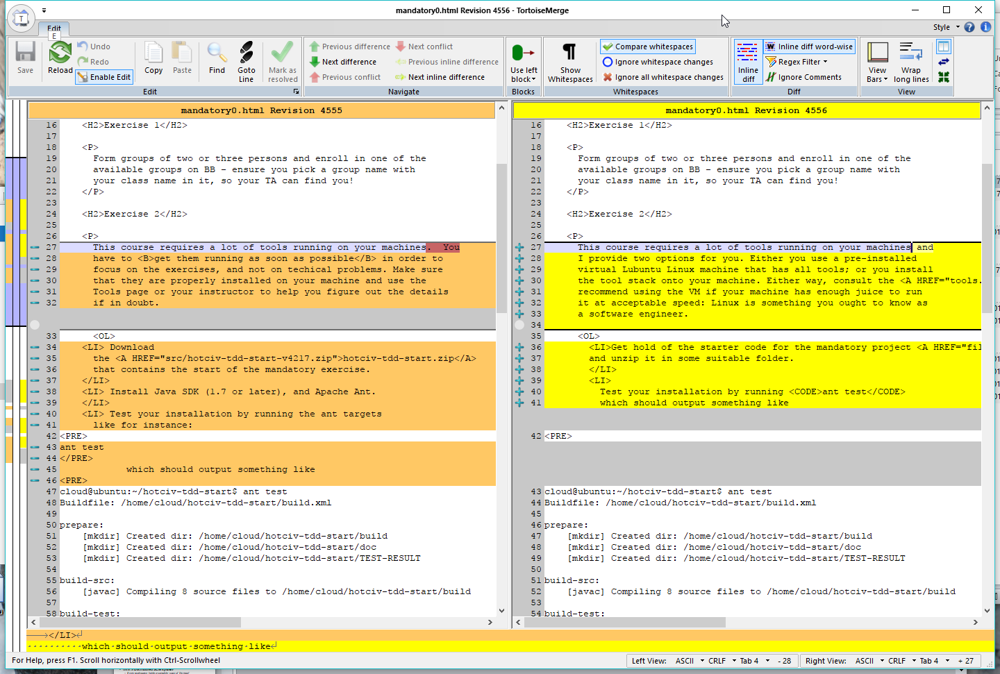 mandatory0.html Revision 4556 - TortoiseMerge
T
Edit
E
Style
Save
Reload
Undo
Redo
Enable Edit
Copy
Paste
Find
Goto Line
Mark as resolved
Edit
Previous difference
Next difference
Previous conflict
Next conflict
Previous inline difference
Next inline difference
Navigate
Use left block
Blocks
Show Whitespaces
Compare whitespaces
Ignore whitespace changes
Ignore all whitespace changes
Whitespaces
Inline diff
Inline diff word-wise
Regex Filter
Ignore Comments
Diff
View Bars
Wrap long lines
View
mandatory0.html Revision 4555
16 <H2>Exercise 1</H2>
17
18 <P>
19 Form groups of two or three persons and enroll in one of the
20 available groups on BB - ensure you pick a group name with
21 your class name in it, so your TA can find you!
22 </P>
23
24 <H2>Exercise 2</H2>
25
26 <P>
27 This course requires a lot of tools running on your machines.  You
28 have to <B>get them running as soon as possible</B> in order to
29 focus on the exercises, and not on techical problems. Make sure
30 that they are properly installed on your machine and use the
31 Tools page or your instructor to help you figure out the details
32 if in doubt.
33 <OL>
34 <LI> Download
35 the <A HREF="src/hotciv-tdd-start-v4217.zip">hotciv-tdd-start.zip</A>
36 that contains the start of the mandatory exercise.
37 </LI>
38 <LI> Install Java SDK (1.7 or later), and Apache Ant.
39 </LI>
40 <LI> Test your installation by running the ant targets
41 like for instance:
42 <PRE>
43 ant test
44 </PRE>
45 which should output something like
46 <PRE>
47 cloud@ubuntu:~/hotciv-tdd-start$ ant test
48 Buildfile: /home/cloud/hotciv-tdd-start/build.xml
49
50 prepare:
51 [mkdir] Created dir: /home/cloud/hotciv-tdd-start/build
52 [mkdir] Created dir: /home/cloud/hotciv-tdd-start/doc
53 [mkdir] Created dir: /home/cloud/hotciv-tdd-start/TEST-RESULT
54
55 build-src:
56 [javac] Compiling 8 source files to /home/cloud/hotciv-tdd-start/build
57
58 build-test:
mandatory0.html Revision 4556
16 <H2>Exercise 1</H2>
17
18 <P>
19 Form groups of two or three persons and enroll in one of the
20 available groups on BB - ensure you pick a group name with
21 your class name in it, so your TA can find you!
22 </P>
23
24 <H2>Exercise 2</H2>
25
26 <P>
27 This course requires a lot of tools running on your machines and
28 I provide two options for you. Either you use a pre-installed
29 virtual Lubuntu Linux machine that has all tools; or you install
30 the tool stack onto your machine. Either way, consult the <A HREF="tools.
31 recommend using the VM if your machine has enough juice to run
32 it at acceptable speed: Linux is something you ought to know as
33 a software engineer.
34
35 <OL>
36 <LI>Get hold of the starter code for the mandatory project <A HREF="fil
37 and unzip it in some suitable folder.
38 </LI>
39 <LI>
40 Test your installation by running <CODE>ant test</CODE>
41 which should output something like
42 <PRE>
43 cloud@ubuntu:~/hotciv-tdd-start$ ant test
44 Buildfile: /home/cloud/hotciv-tdd-start/build.xml
45
46 prepare:
47 [mkdir] Created dir: /home/cloud/hotciv-tdd-start/build
48 [mkdir] Created dir: /home/cloud/hotciv-tdd-start/doc
49 [mkdir] Created dir: /home/cloud/hotciv-tdd-start/TEST-RESULT
50
51 build-src:
52 [javac] Compiling 8 source files to /home/cloud/hotciv-tdd-start/build
53
54 build-test:
</LI>
which should output something like
For Help, press F1. Scroll horizontally with Ctrl-Scrollwheel
Left View: ASCII CRLF Tab 4 - 28
Right View: ASCII CRLF Tab 4 + 27